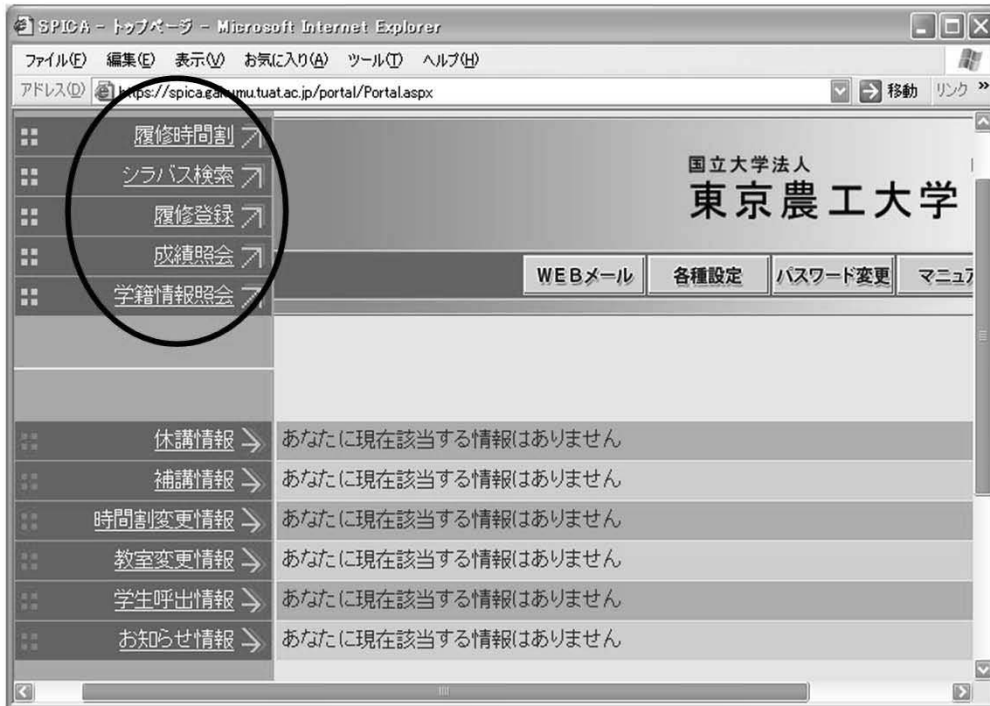 SPICA - トップページ - Microsoft Internet Explorer
ファイル(F) 編集(E) 表示(V) お気に入り(A) ツール(T) ヘルプ(H)
アドレス(D) https://spica.gakumu.tuat.ac.jp/portal/Portal.aspx 移動 リンク »
履修時間割
シラバス検索
履修登録
成績照会
学籍情報照会
国立大学法人
東京農工大学
WEBメール 各種設定 パスワード変更 マニュア
休講情報 あなたに現在該当する情報はありません
補講情報 あなたに現在該当する情報はありません
時間割変更情報 あなたに現在該当する情報はありません
教室変更情報 あなたに現在該当する情報はありません
学生呼出情報 あなたに現在該当する情報はありません
お知らせ情報 あなたに現在該当する情報はありません